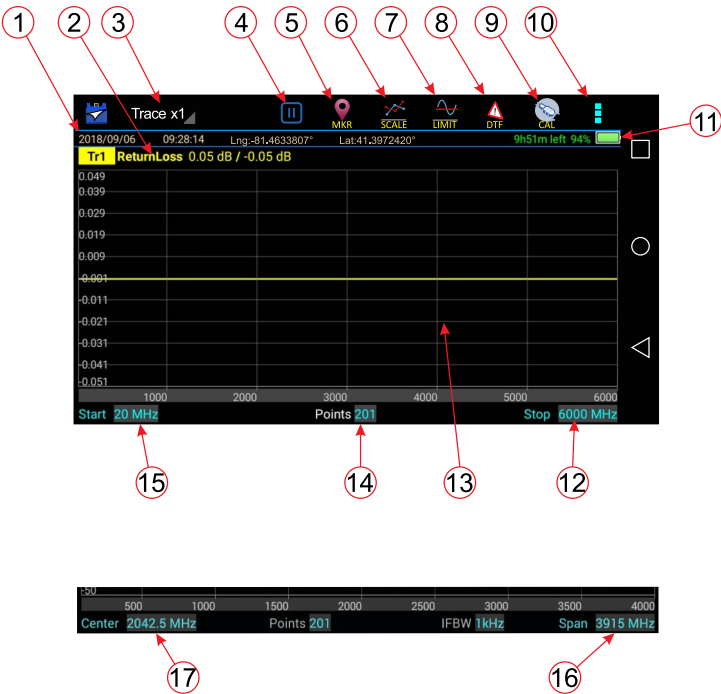 1 2 3 4 5 6 7 8 9 10
Trace x1
MKR SCALE LIMIT DTF CAL
11
2018/09/06 09:28:14 Lng:-81.4633807° Lat:41.3972420° 9h51m left 94%
Tr1 ReturnLoss 0.05 dB / -0.05 dB
0.049
0.039
0.029
0.019
0.009
-0.001
-0.011
-0.021
-0.031
-0.041
-0.051
1000 2000 3000 4000 5000 6000
Start 20 MHz Points 201 Stop 6000 MHz
15 14 13 12
-50
500 1000 1500 2000 2500 3000 3500 4000
Center 2042.5 MHz Points 201 IFBW 1kHz Span 3915 MHz
17 16